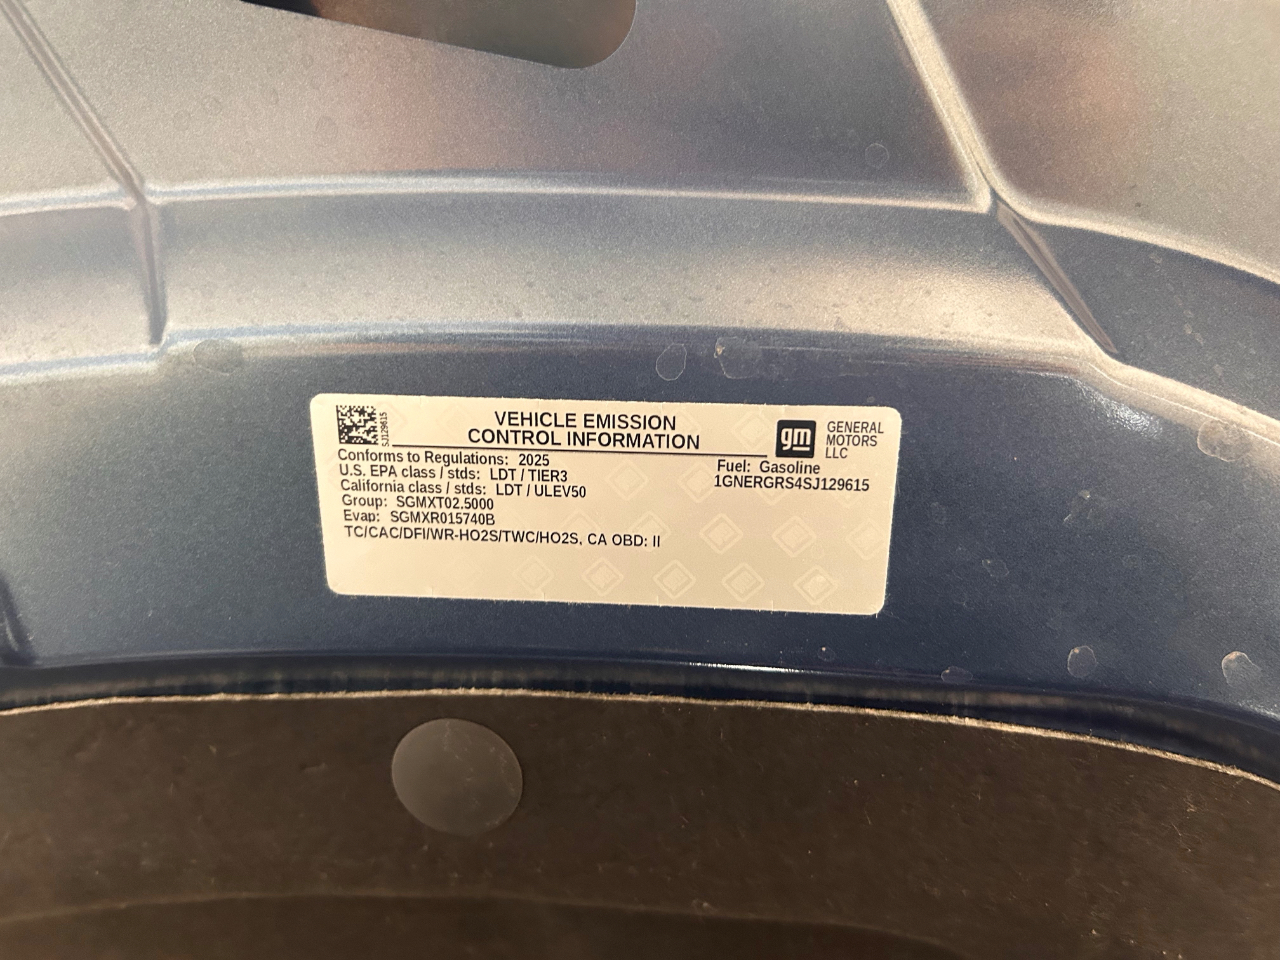 SJ129615
VEHICLE EMISSION
CONTROL INFORMATION
gm
GENERAL
MOTORS
LLC
Conforms to Regulations: 2025
U.S. EPA class / stds: LDT / TIER3
California class / stds: LDT / ULEV50
Group: SGMXT02.5000
Evap: SGMXR015740B
TC/CAC/DFI/WR-HO2S/TWC/HO2S, CA OBD: II
Fuel: Gasoline
1GNERGRS4SJ129615